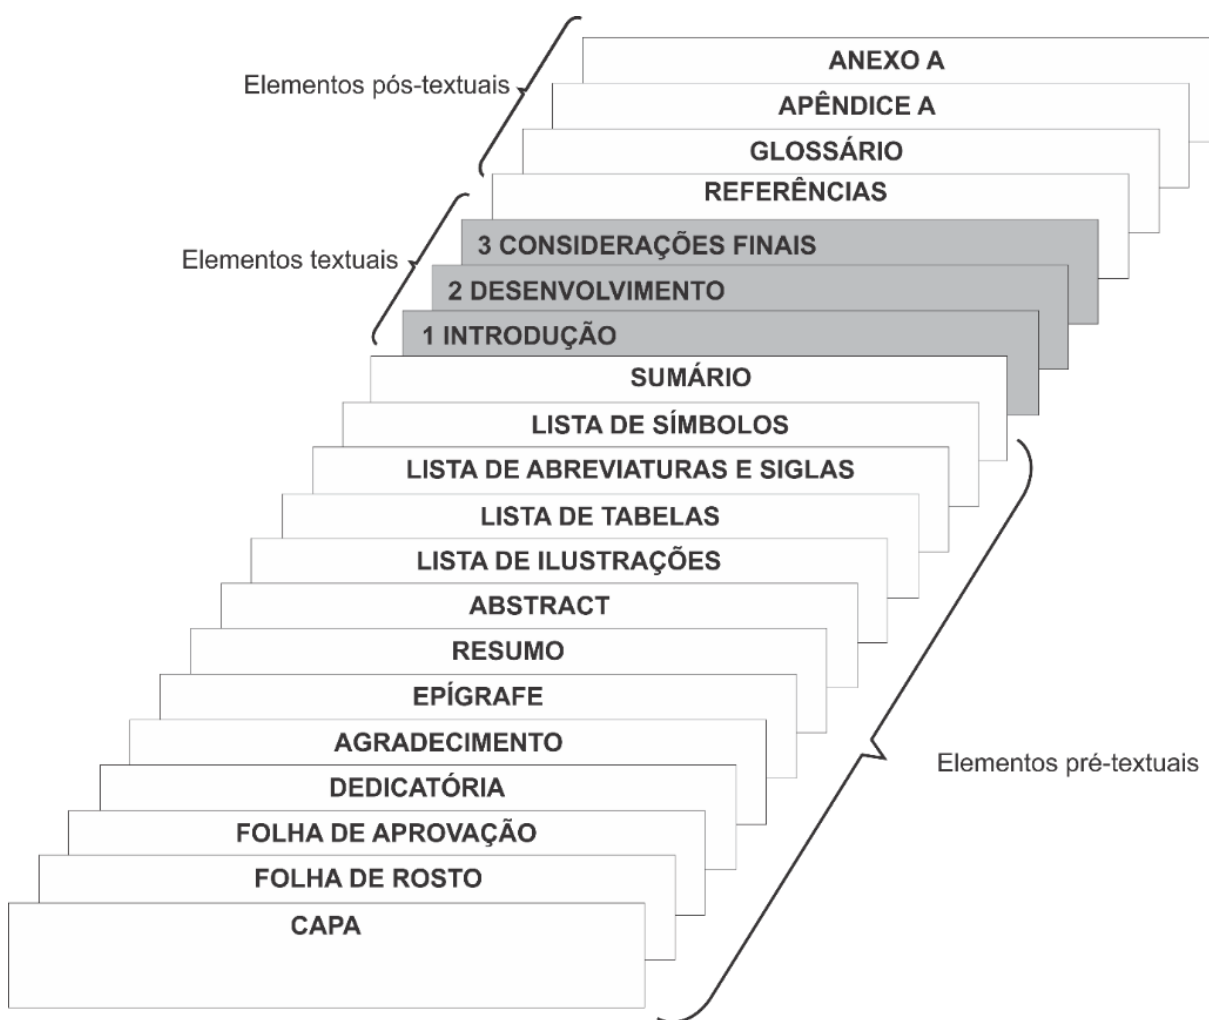 ANEXO A
Elementos pós-textuais
APÊNDICE A
GLOSSÁRIO
REFERÊNCIAS
3 CONSIDERAÇÕES FINAIS
Elementos textuais
2 DESENVOLVIMENTO
1 INTRODUÇÃO
SUMÁRIO
LISTA DE SÍMBOLOS
LISTA DE ABREVIATURAS E SIGLAS
LISTA DE TABELAS
LISTA DE ILUSTRAÇÕES
ABSTRACT
RESUMO
EPÍGRAFE
AGRADECIMENTO
Elementos pré-textuais
DEDICATÓRIA
FOLHA DE APROVAÇÃO
FOLHA DE ROSTO
CAPA